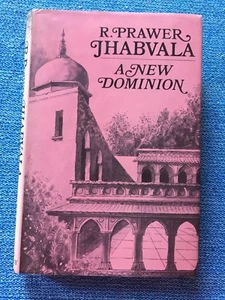 R. PRAWER
JHABVALA
A NEW
DOMINION